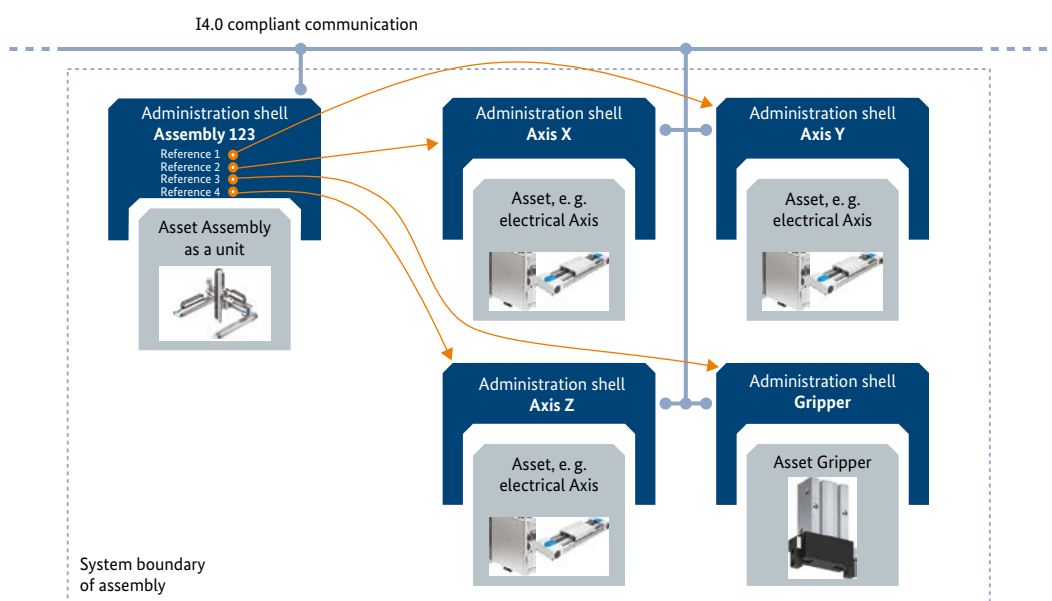 I4.0 compliant communication
Administration shell
Assembly 123
Reference 1
Reference 2
Reference 3
Reference 4
Asset Assembly
as a unit
Administration shell
Axis X
Asset, e. g.
electrical Axis
Administration shell
Axis Y
Asset, e. g.
electrical Axis
Administration shell
Axis Z
Asset, e. g.
electrical Axis
Administration shell
Gripper
Asset Gripper
System boundary
of assembly